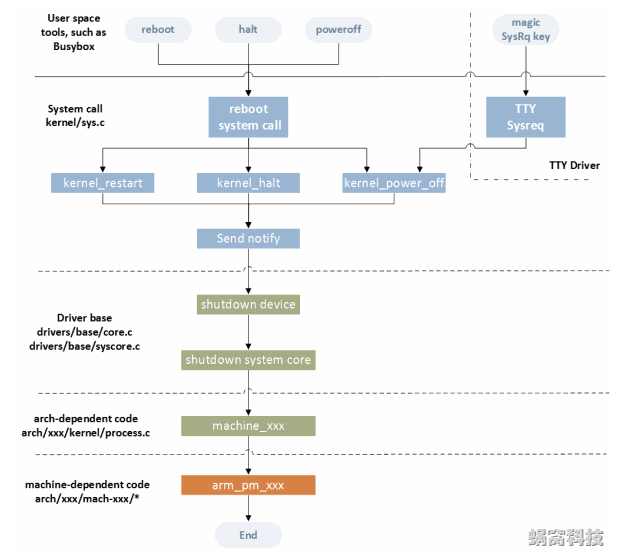 User space
tools, such as
Busybox
reboot
halt
poweroff
magic
SysRq key
System call
kernel/sys.c
reboot
system call
TTY
Sysreq
TTY Driver
kernel_restart
kernel_halt
kernel_power_off
Send notify
Driver base
drivers/base/core.c
drivers/base/syscore.c
shutdown device
shutdown system core
arch-dependent code
arch/xxx/kernel/process.c
machine_xxx
machine-dependent code
arch/xxx/mach-xxx/*
arm_pm_xxx
End
蜗窝科技